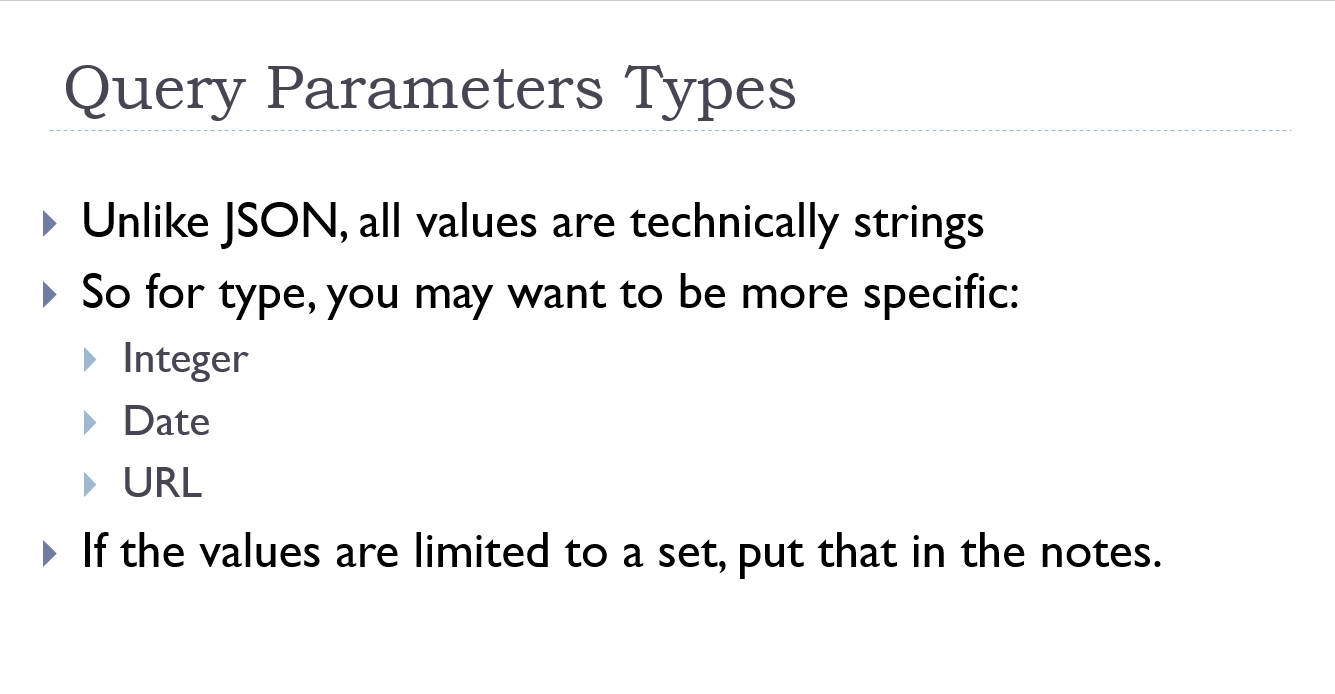 Query Parameters Types
Unlike JSON, all values are technically strings
So for type, you may want to be more specific:
Integer
Date
URL
If the values are limited to a set, put that in the notes.